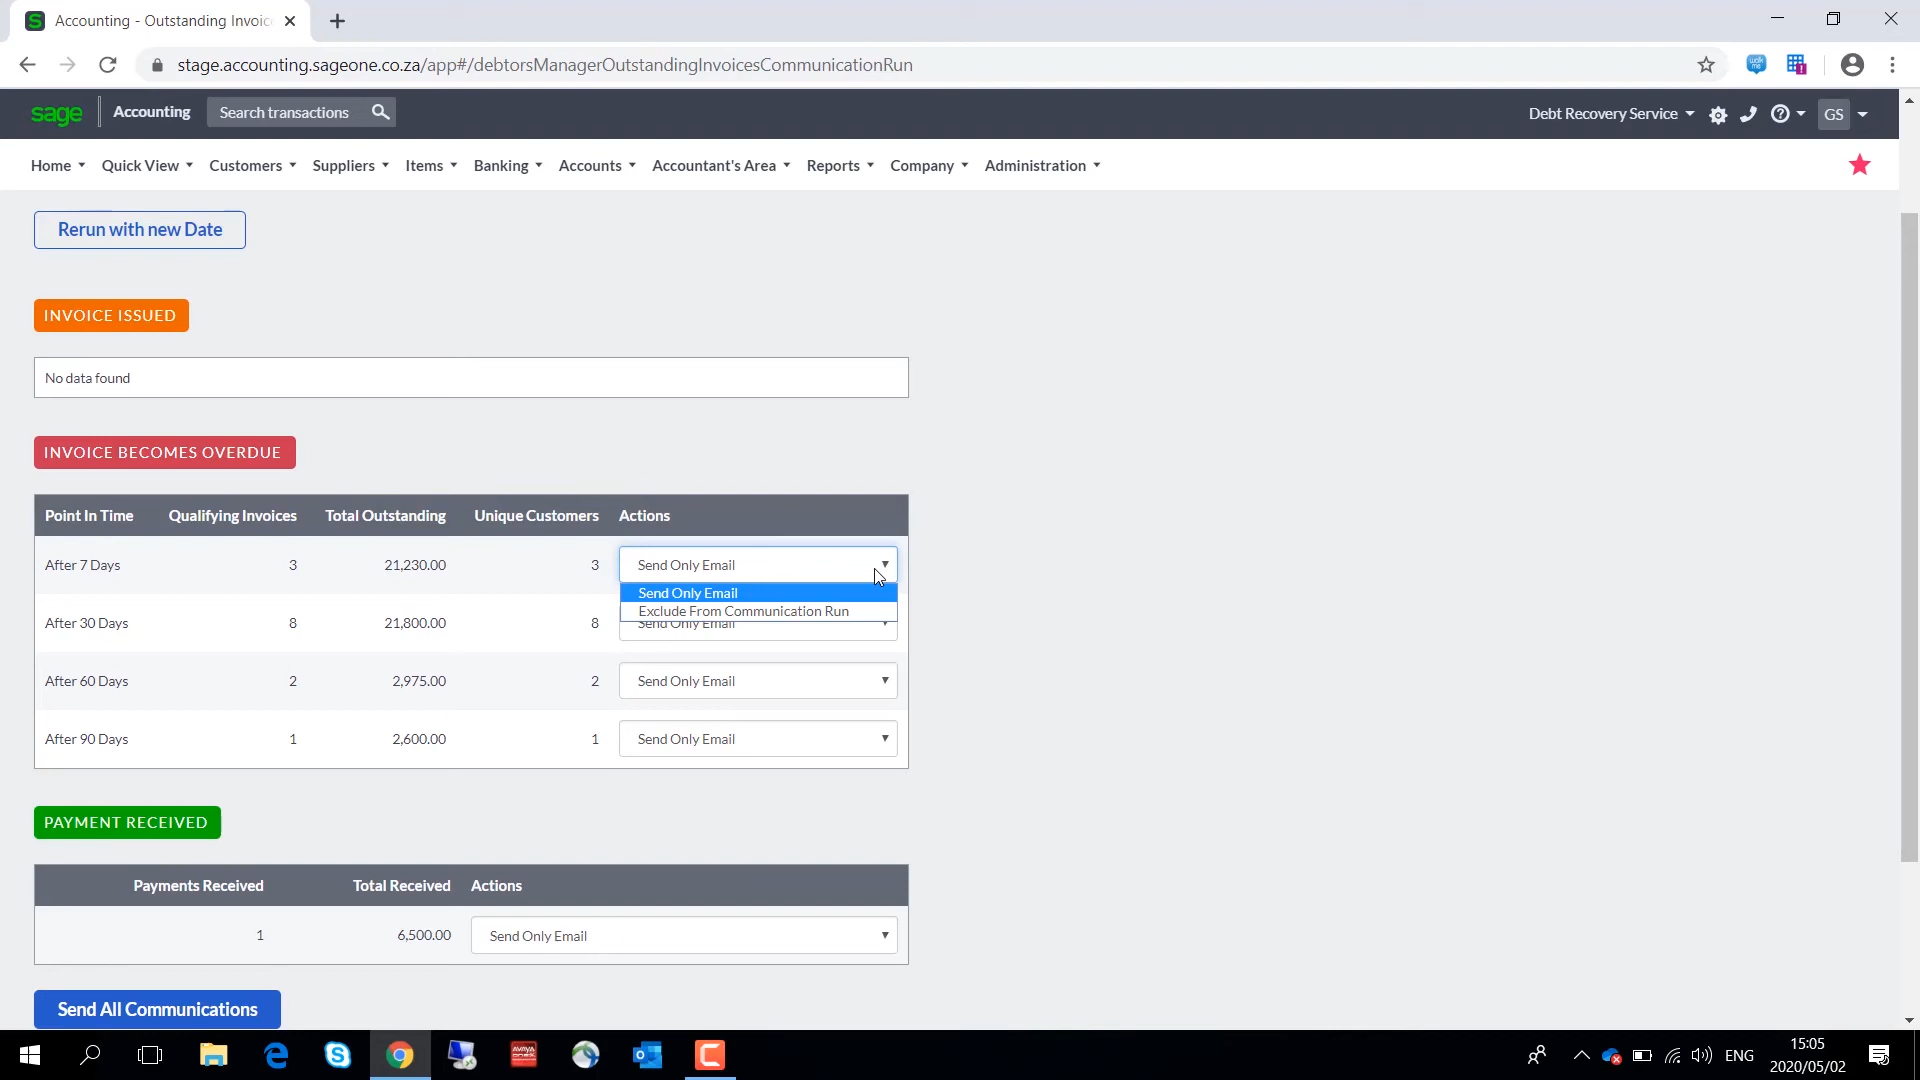 Accounting - Outstanding Invoic
stage.accounting.sageone.co.za/app#/debtorsManagerOutstandingInvoicesCommunicationRun
sage Accounting Search transactions Debt Recovery Service GS
Home Quick View Customers Suppliers Items Banking Accounts Accountant's Area Reports Company Administration
Rerun with new Date
INVOICE ISSUED
No data found
INVOICE BECOMES OVERDUE
Point In Time Qualifying Invoices Total Outstanding Unique Customers Actions
After 7 Days 3 21,230.00 3 Send Only Email
Send Only Email
Exclude From Communication Run
After 30 Days 8 21,800.00 8 Send Only Email
After 60 Days 2 2,975.00 2 Send Only Email
After 90 Days 1 2,600.00 1 Send Only Email
PAYMENT RECEIVED
Payments Received Total Received Actions
1 6,500.00 Send Only Email
Send All Communications
ENG 15:05
2020/05/02